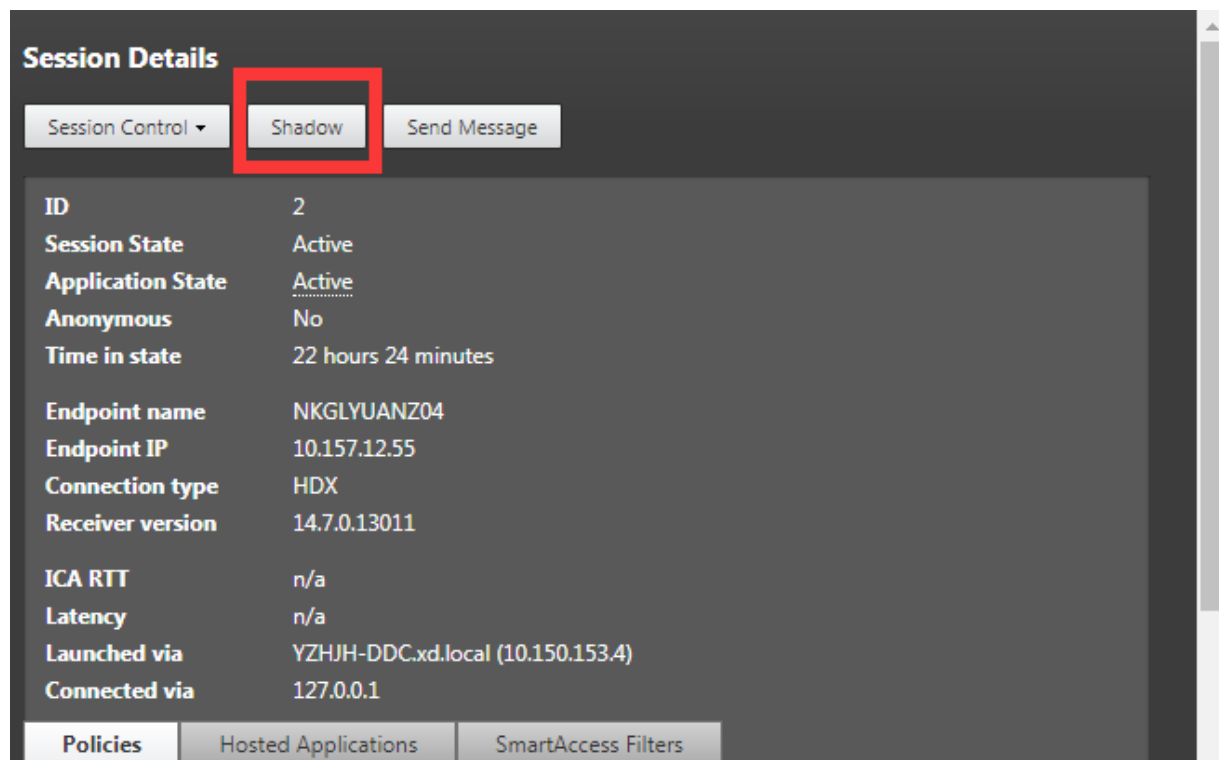 Session Details
Session Control Shadow Send Message
ID 2
Session State Active
Application State Active
Anonymous No
Time in state 22 hours 24 minutes
Endpoint name NKGLYUANZ04
Endpoint IP 10.157.12.55
Connection type HDX
Receiver version 14.7.0.13011
ICA RTT n/a
Latency n/a
Launched via YZHJH-DDC.xd.local (10.150.153.4)
Connected via 127.0.0.1
Policies Hosted Applications SmartAccess Filters